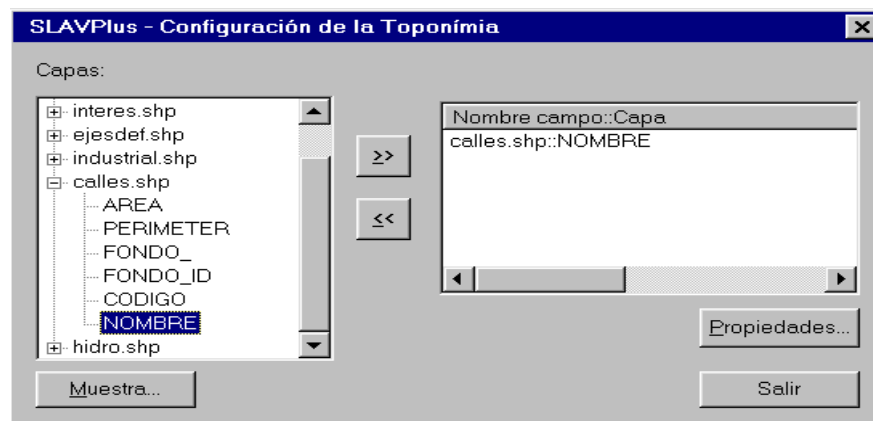 SLAVPlus - Configuración de la Toponímia
Capas:
interes.shp
ejesdef.shp
industrial.shp
calles.shp
AREA
PERIMETER
FONDO_
FONDO_ID
CODIGO
NOMBRE
hidro.shp
>>
<<
Nombre campo::Capa
calles.shp::NOMBRE
Propiedades...
Muestra...
Salir